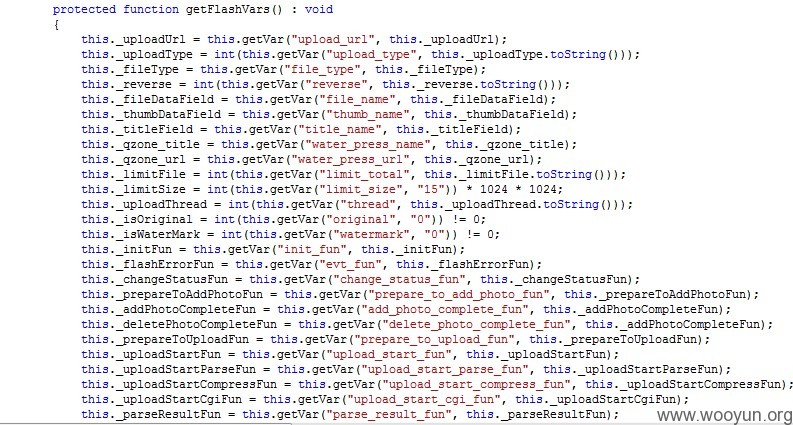 protected function getFlashVars() : void
{
this._uploadUrl = this.getVar("upload_url", this._uploadUrl);
this._uploadType = int(this.getVar("upload_type", this._uploadType.toString()));
this._fileType = this.getVar("file_type", this._fileType);
this._reverse = int(this.getVar("reverse", this._reverse.toString()));
this._fileDataField = this.getVar("file_name", this._fileDataField);
this._thumbDataField = this.getVar("thumb_name", this._thumbDataField);
this._titleField = this.getVar("title_name", this._titleField);
this._qzone_title = this.getVar("water_press_name", this._qzone_title);
this._qzone_url = this.getVar("water_press_url", this._qzone_url);
this._limitFile = int(this.getVar("limit_total", this._limitFile.toString()));
this._limitSize = int(this.getVar("limit_size", "15")) * 1024 * 1024;
this._uploadThread = int(this.getVar("thread", this._uploadThread.toString()));
this._isOriginal = int(this.getVar("original", "0")) != 0;
this._isWaterMark = int(this.getVar("watermark", "0")) != 0;
this._initFun = this.getVar("init_fun", this._initFun);
this._flashErrorFun = this.getVar("evt_fun", this._flashErrorFun);
this._changeStatusFun = this.getVar("change_status_fun", this._changeStatusFun);
this._prepareToAddPhotoFun = this.getVar("prepare_to_add_photo_fun", this._prepareToAddPhotoFun);
this._addPhotoCompleteFun = this.getVar("add_photo_complete_fun", this._addPhotoCompleteFun);
this._deletePhotoCompleteFun = this.getVar("delete_photo_complete_fun", this._addPhotoCompleteFun);
this._prepareToUploadFun = this.getVar("prepare_to_upload_fun", this._prepareToUploadFun);
this._uploadStartFun = this.getVar("upload_start_fun", this._uploadStartFun);
this._uploadStartParseFun = this.getVar("upload_start_parse_fun", this._uploadStartParseFun);
this._uploadStartCompressFun = this.getVar("upload_start_compress_fun", this._uploadStartCompressFun);
this._uploadStartCgiFun = this.getVar("upload_start_cgi_fun", this._uploadStartCgiFun);
this._parseResultFun = this.getVar("parse_result_fun", this._parseResultFun);
www.wooyun.org